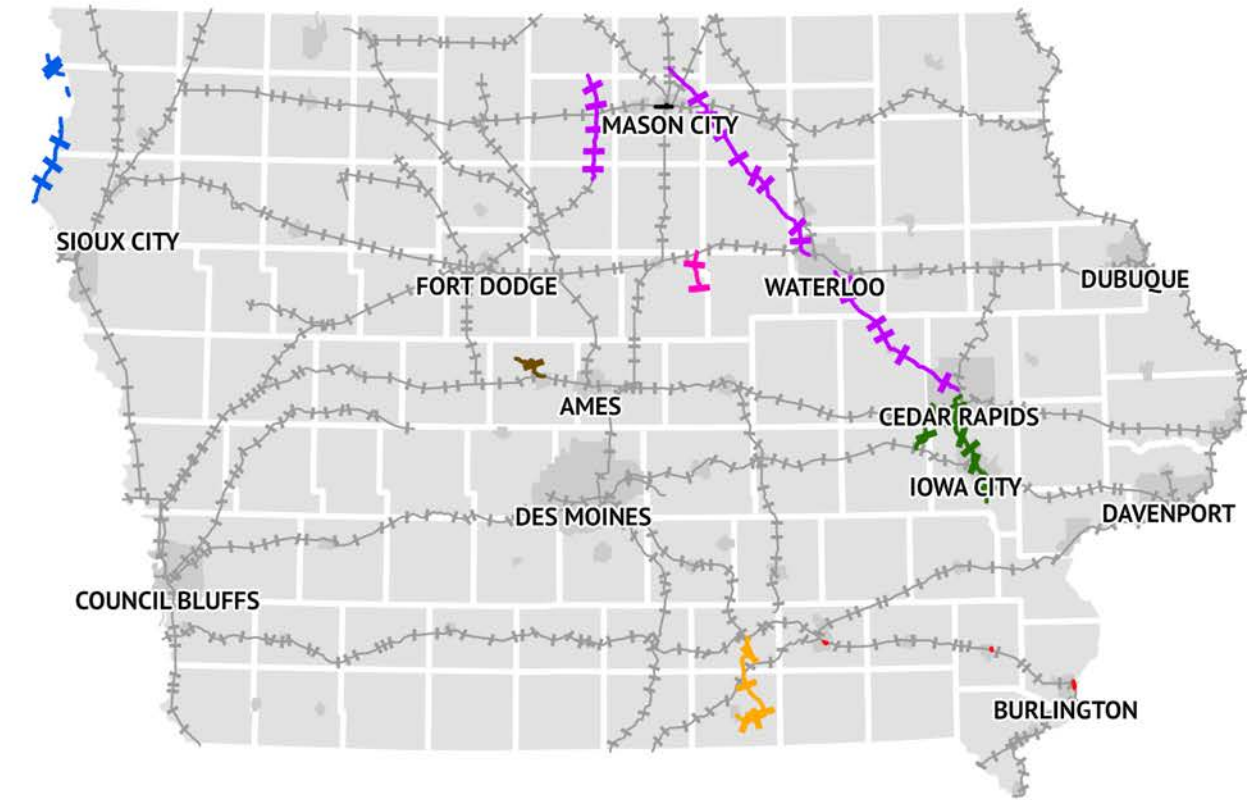 MASON CITY
SIOUX CITY
FORT DODGE
WATERLOO
DUBUQUE
AMES
CEDAR RAPIDS
IOWA CITY
DES MOINES
DAVENPORT
COUNCIL BLUFFS
BURLINGTON